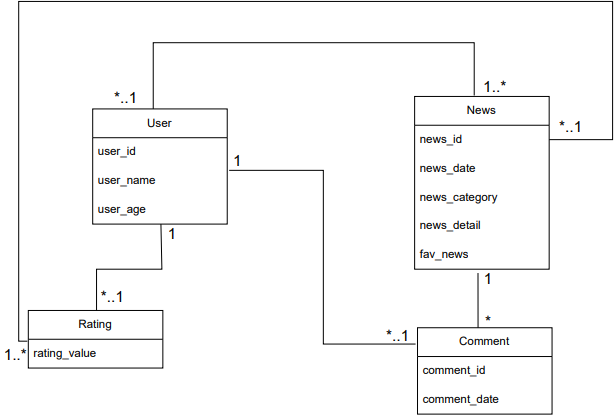 *..1
1..*
User
user_id
user_name
user_age
News
news_id
news_date
news_category
news_detail
fav_news
*..1
1
1
1
*..1
*
Rating
rating_value
1..*
*..1
Comment
comment_id
comment_date